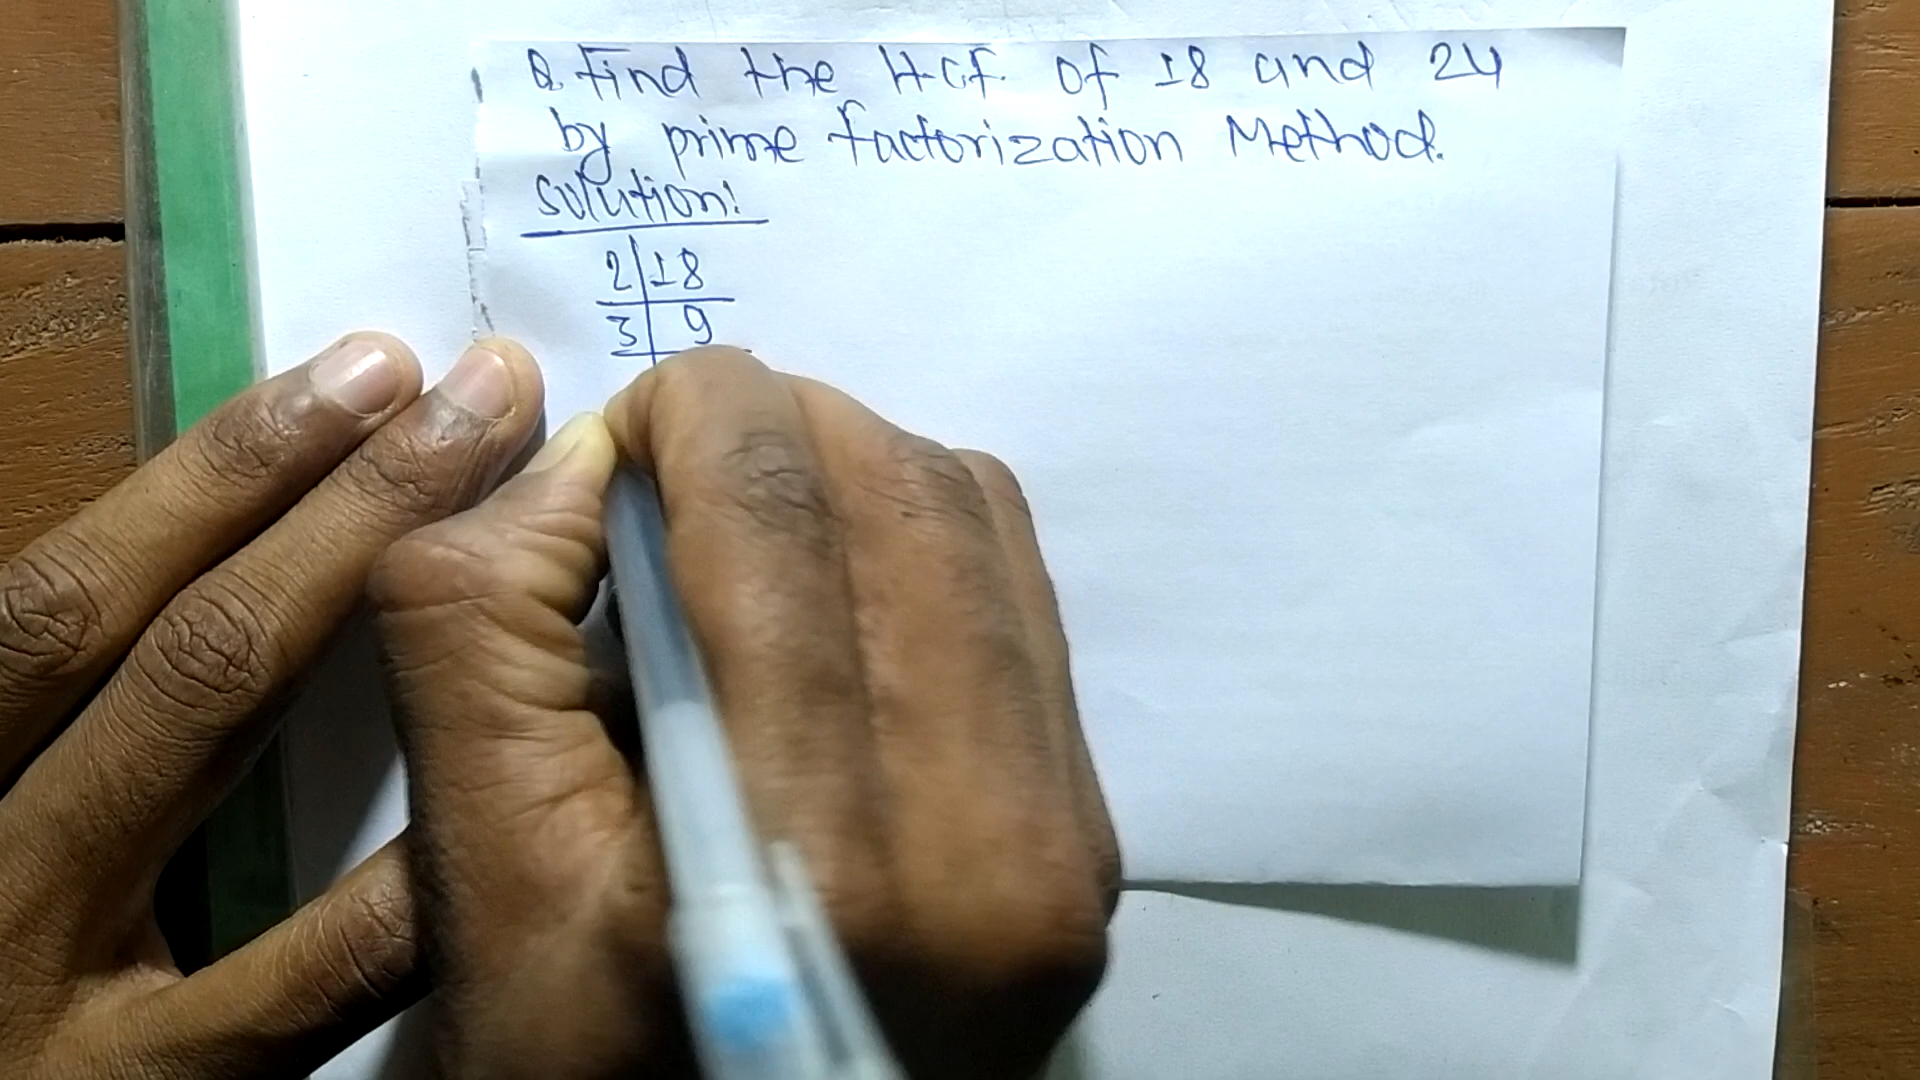 Q. Find the H.C.F. of 18 and 24
by prime factorization Method.
Solution:
2 18
3 9